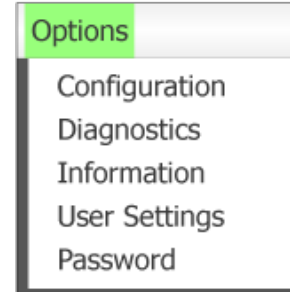 Options
Configuration
Diagnostics
Information
User Settings
Password